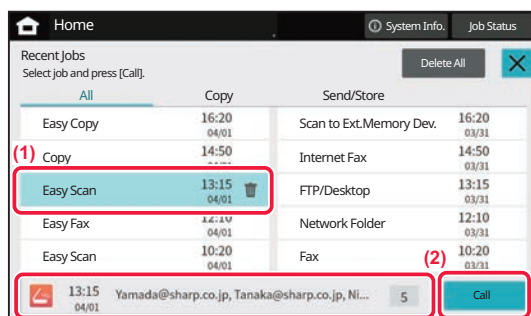 Home
System Info.
Job Status
Recent Jobs
Select job and press [Call].
Delete All
All
Copy
Send/Store
Easy Copy 16:20 04/01
Scan to Ext.Memory Dev. 16:20 03/31
(1)
Copy 14:50
Internet Fax 14:50 03/31
Easy Scan 13:15 04/01
FTP/Desktop 13:15 03/31
Easy Fax 12:10 04/01
Network Folder 12:10 03/31
Easy Scan 10:20 04/01
Fax 10:20 03/31
(2)
13:15 04/01 Yamada@sharp.co.jp, Tanaka@sharp.co.jp, Ni... 5
Call